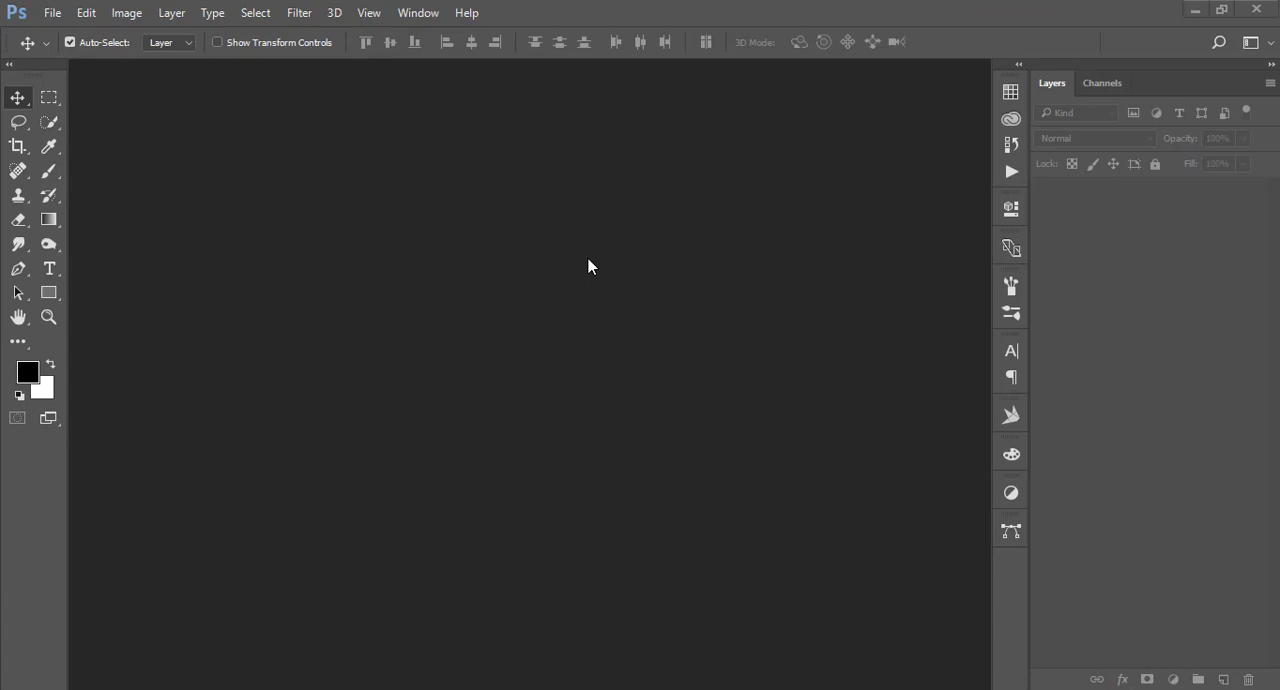 Ps File Edit Image Layer Type Select Filter 3D View Window Help
Auto-Select: Layer Show Transform Controls 3D Mode:
Layers Channels
Kind
Normal Opacity: 100%
Lock: Fill: 100%